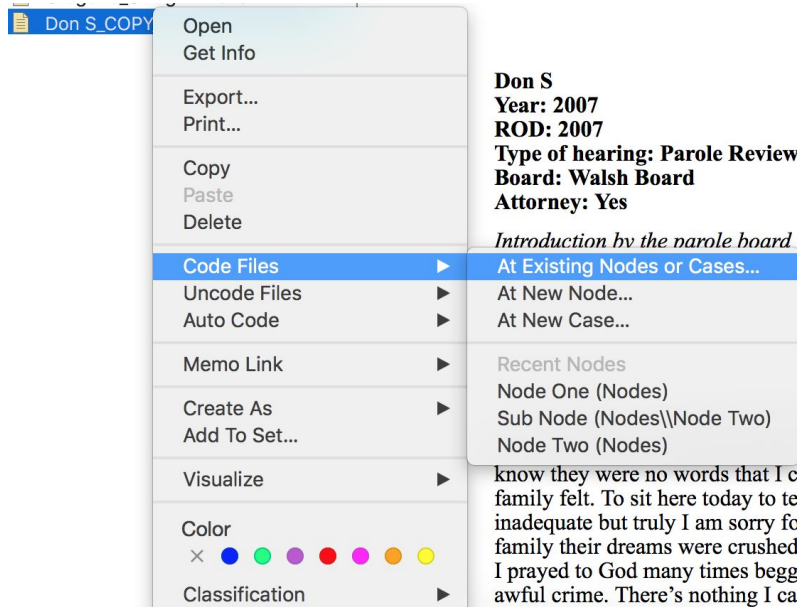 Don S_COPY
Open
Get Info
Export...
Print...
Copy
Paste
Delete
Code Files
Uncode Files
Auto Code
Memo Link
Create As
Add To Set...
Visualize
Color
Classification
Don S
Year: 2007
ROD: 2007
Type of hearing: Parole Review
Board: Walsh Board
Attorney: Yes
Introduction by the parole board
At Existing Nodes or Cases...
At New Node...
At New Case...
Recent Nodes
Node One (Nodes)
Sub Node (Nodes\\Node Two)
Node Two (Nodes)
know they were no words that I c
family felt. To sit here today to te
inadequate but truly I am sorry fo
family their dreams were crushed
I prayed to God many times begg
awful crime. There's nothing I ca